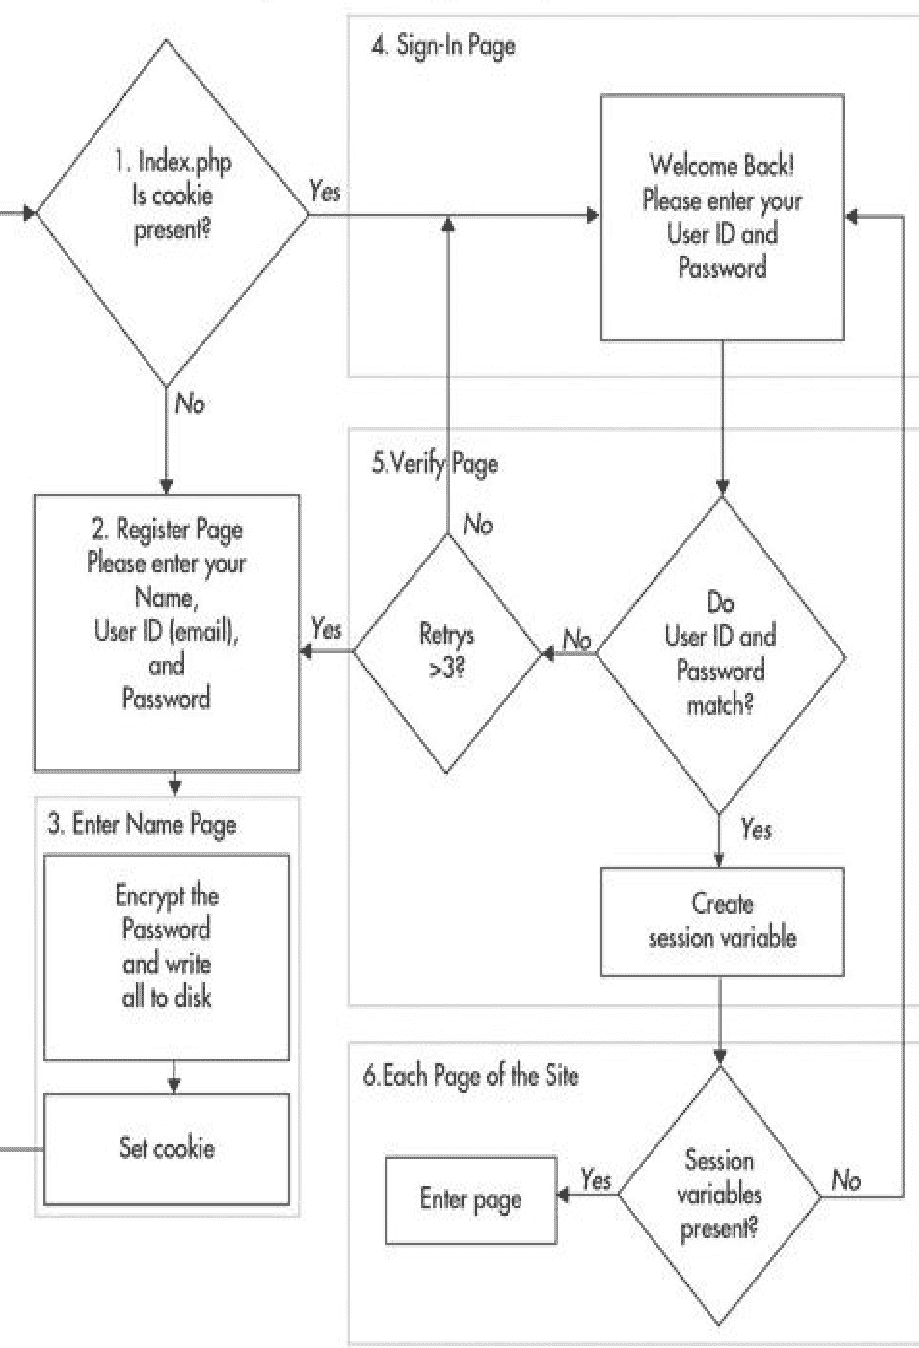 4. Sign-In Page
1. Index.php
Is cookie
present?
Yes
Welcome Back!
Please enter your
User ID and
Password
No
2. Register Page
Please enter your
Name,
User ID (email),
and
Password
5.Verify Page
No
Yes
Retrys
>3?
No
Do
User ID and
Password
match?
Yes
3. Enter Name Page
Encrypt the
Password
and write
all to disk
Create
session variable
Set cookie
6.Each Page of the Site
Enter page
Yes
Session
variables
present?
No